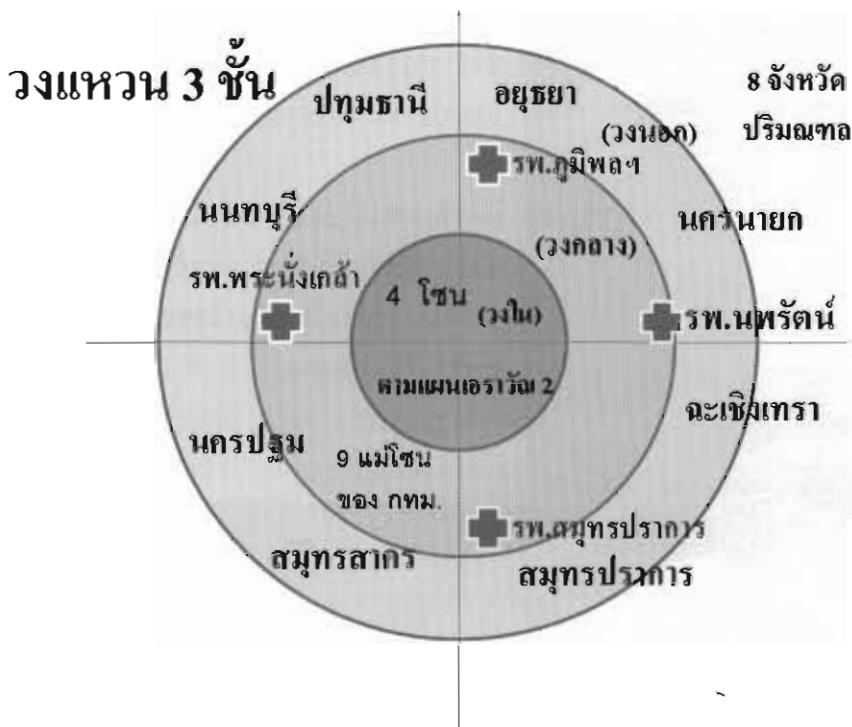 วงแหวน 3 ชั้น
ปทุมธานี
อยุธยา
8 จังหวัด
ปริมณฑล
(วงนอก)
รพ.ภูมิพลฯ
นนทบุรี
นครนายก
(วงกลาง)
รพ.พระนั่งเกล้า
4 โซน
(วงใน)
รพ.นพรัตน์
ตามแผนเอราวัณ 2
ฉะเชิงเทรา
นครปฐม
9 แม่โซน
ของ กทม.
รพ.สมุทรปราการ
สมุทรสากร
สมุทรปราการ